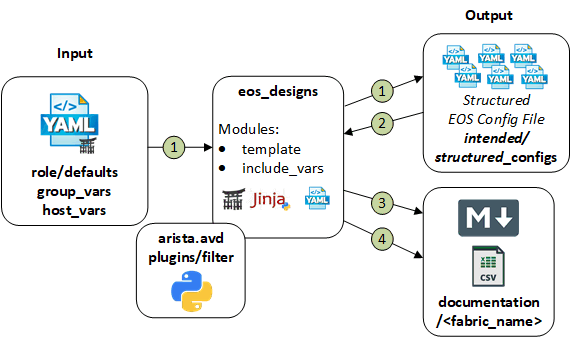 Input
YAML
role/defaults
group_vars
host_vars
1
eos_designs
Modules:
● template
● include_vars
Jinja
YAML
arista.avd
plugins/filter
1
2
3
4
Output
YAML
YAML
YAML
YAML
YAML
YAML
Structured
EOS Config File
intended/
structured_configs
M
CSV
documentation
/<fabric_name>